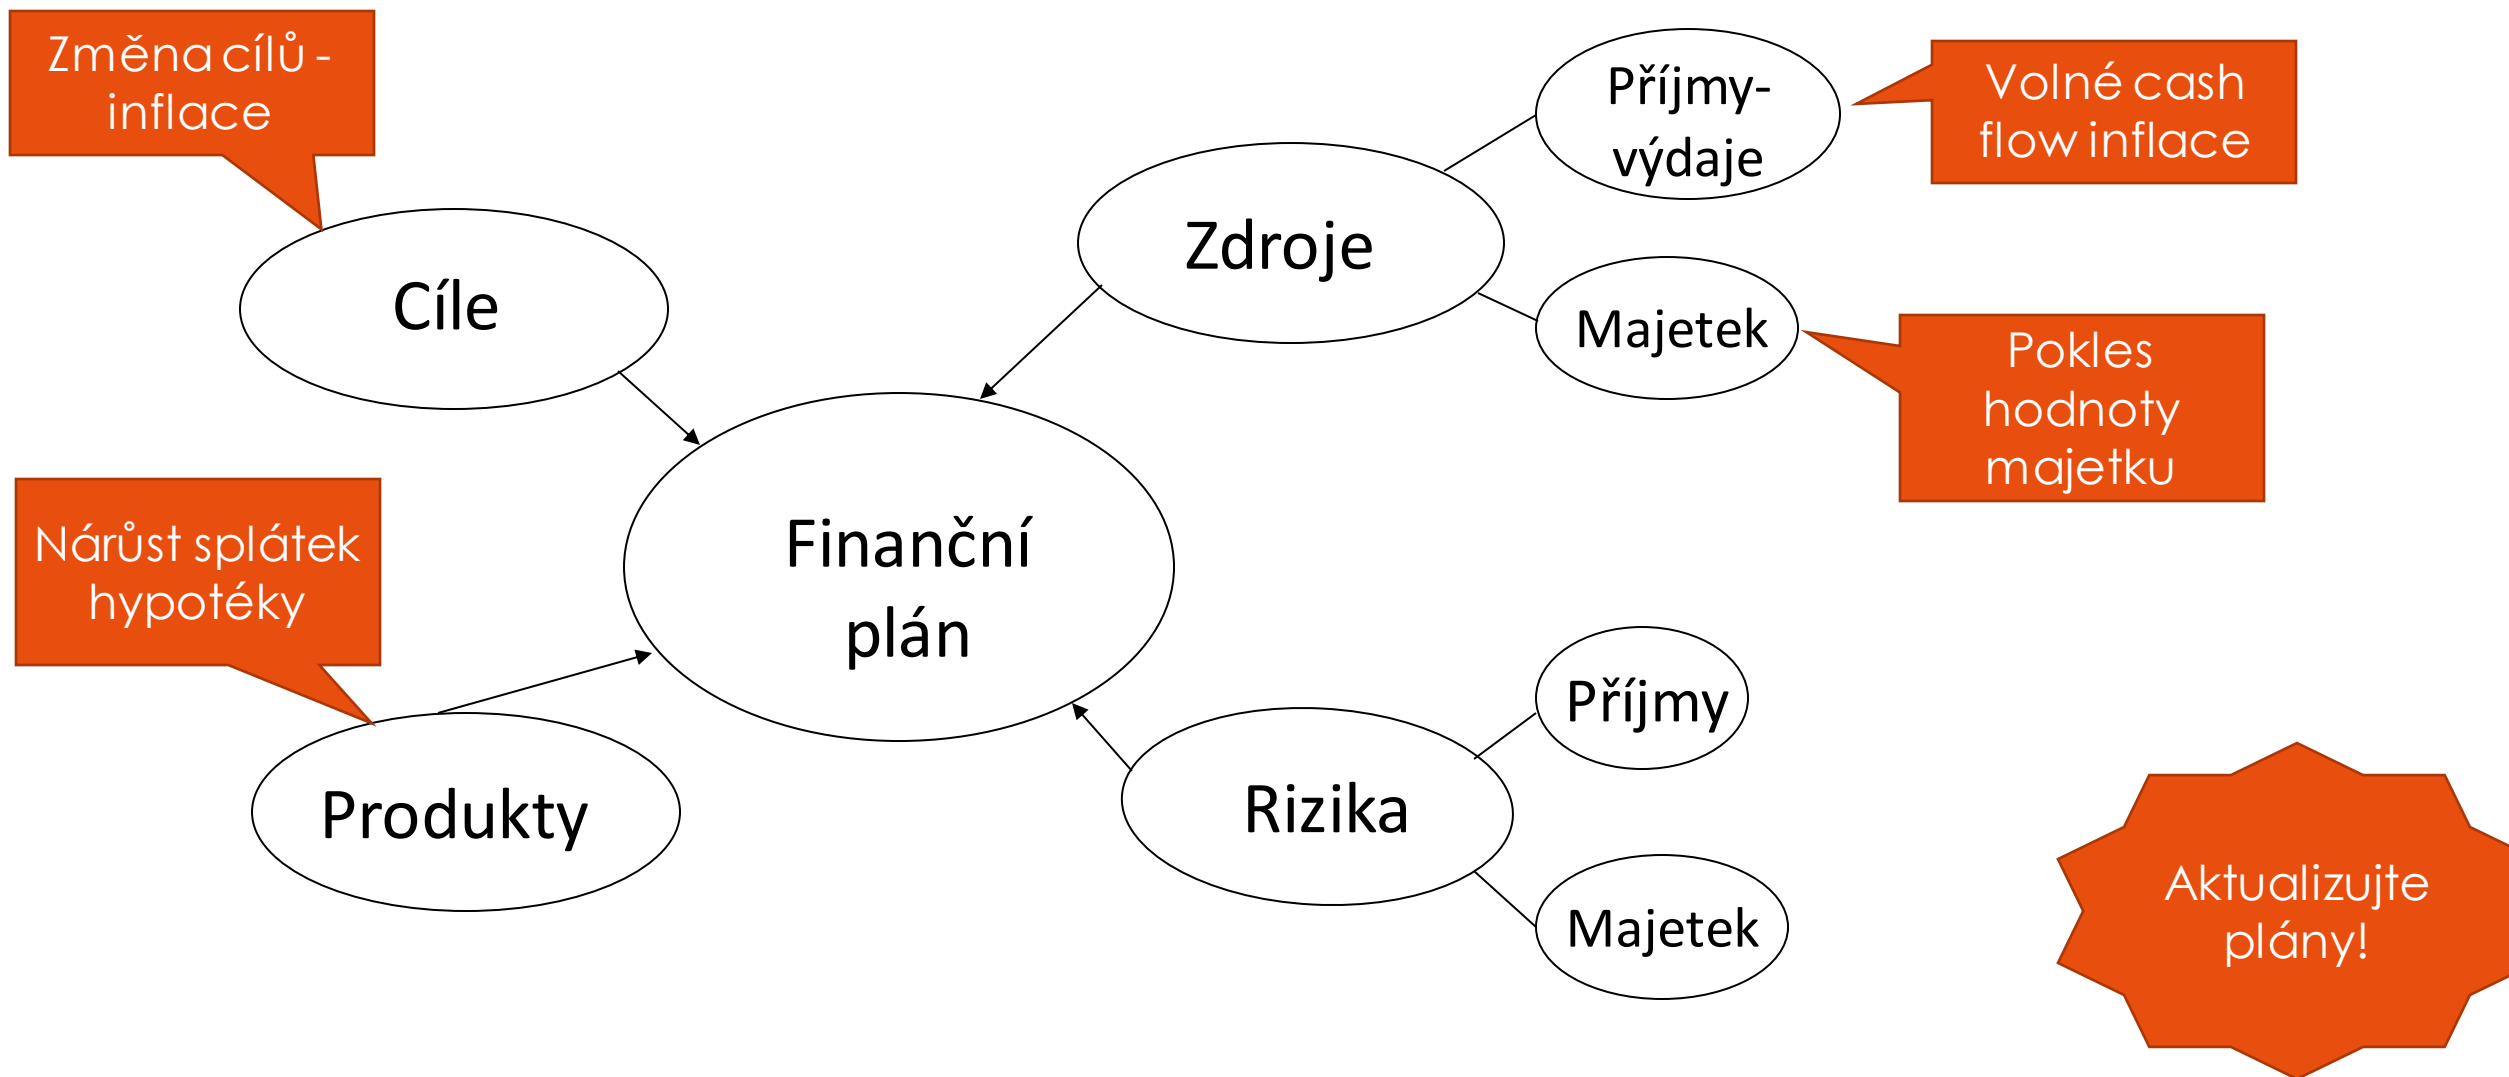 Změna cílů -
inflace
Příjmy-
výdaje
Volné cash
flow inflace
Zdroje
Cíle
Majetek
Pokles
hodnoty
majetku
Finanční
plán
Nárůst splátek
hypotéky
Příjmy
Produkty
Rizika
Majetek
Aktualizujte
plány!